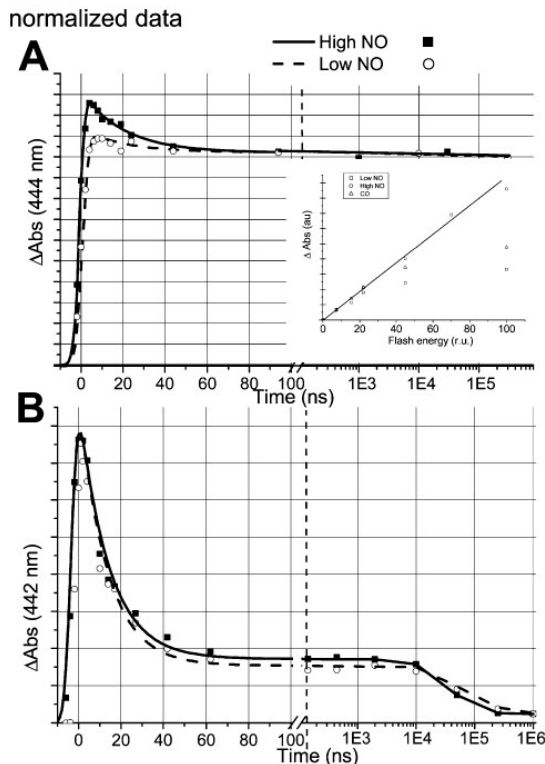 normalized data
High NO
Low NO
A
ΔAbs (444 nm)
Δ Abs (au)
Low NO
High NO
CO
0 20 40 60 80 100
Flash energy (r.u.)
0 20 40 60 80 100 1E3 1E4 1E5
Time (ns)
B
ΔAbs (442 nm)
0 20 40 60 80 100 1E3 1E4 1E5 1E6
Time (ns)